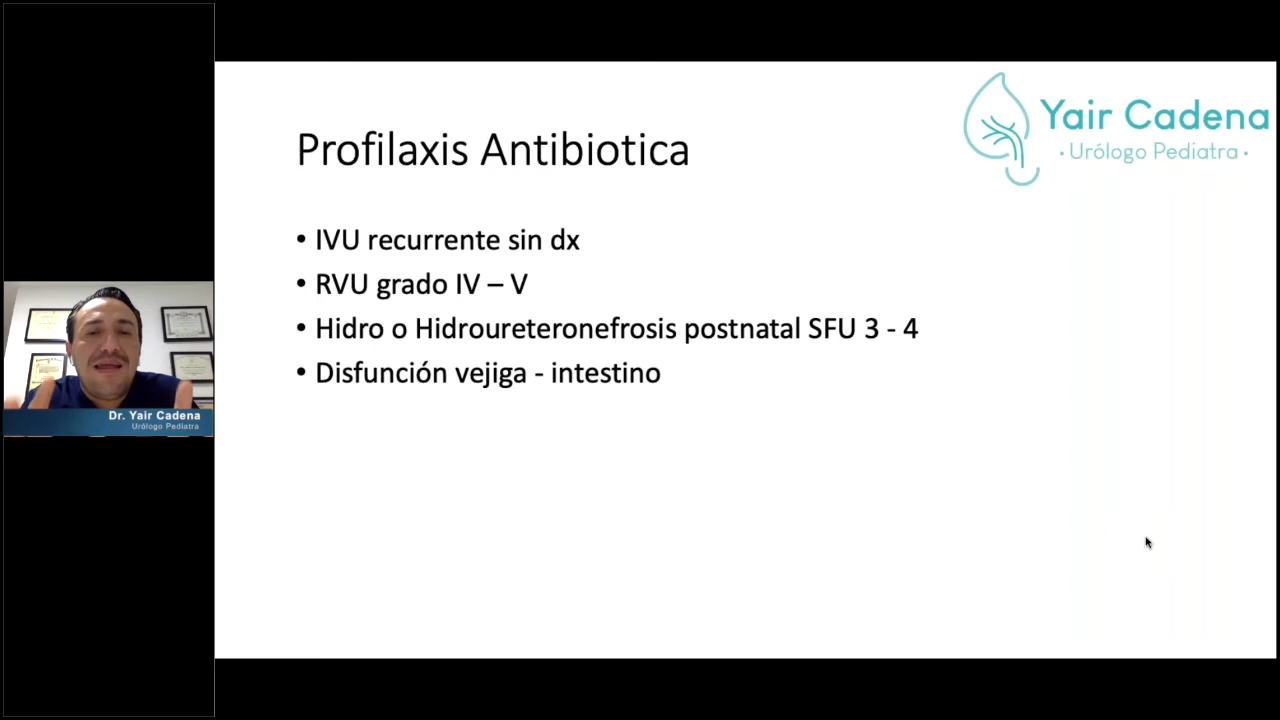 Yair Cadena
· Urólogo Pediatra ·
Profilaxis Antibiotica
• IVU recurrente sin dx
• RVU grado IV – V
• Hidro o Hidroureteronefrosis postnatal SFU 3 - 4
• Disfunción vejiga - intestino
Dr. Yair Cadena
Urólogo Pediatra